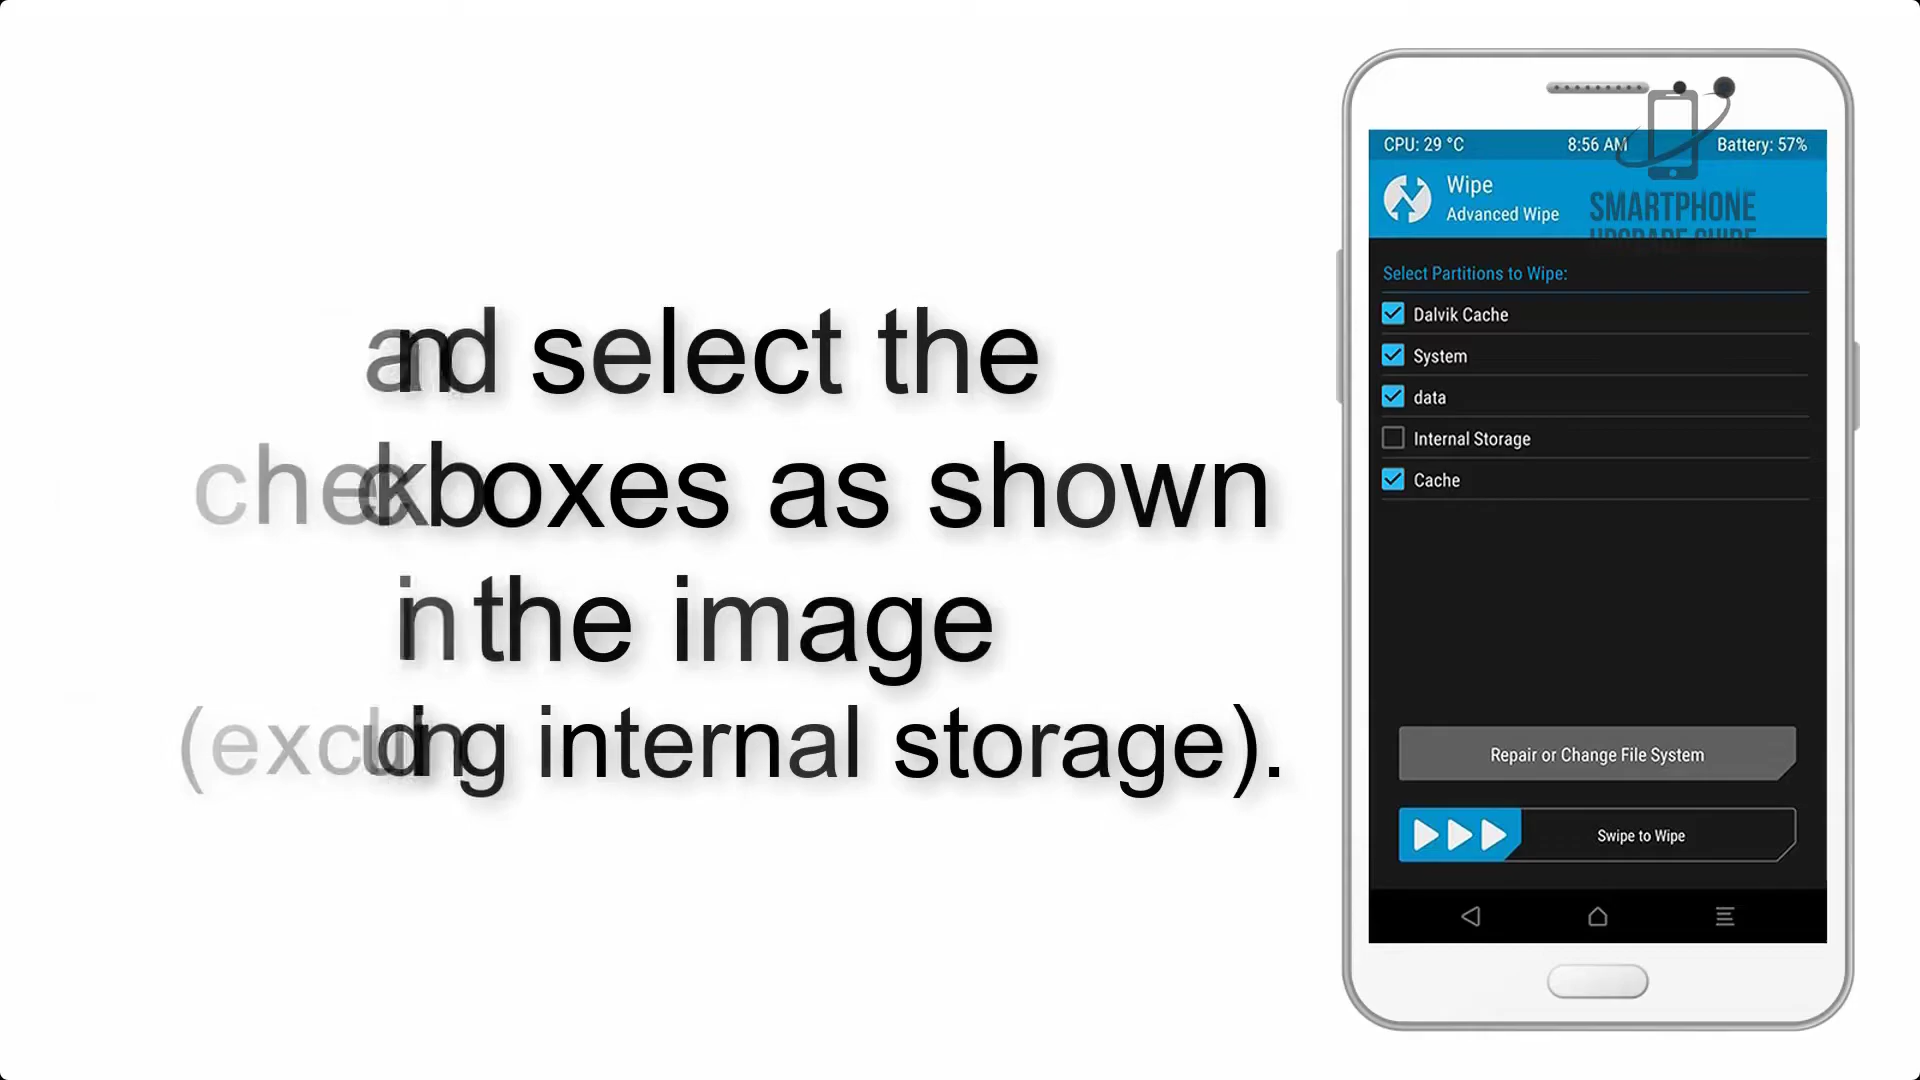 and select the
checkboxes as shown
in the image
(excluding internal storage).
CPU: 29 °C 8:56 AM Battery: 57%
Wipe
Advanced Wipe
SMARTPHONE
UPGRADE GUIDE
Select Partitions to Wipe:
Dalvik Cache
System
data
Internal Storage
Cache
Repair or Change File System
Swipe to Wipe